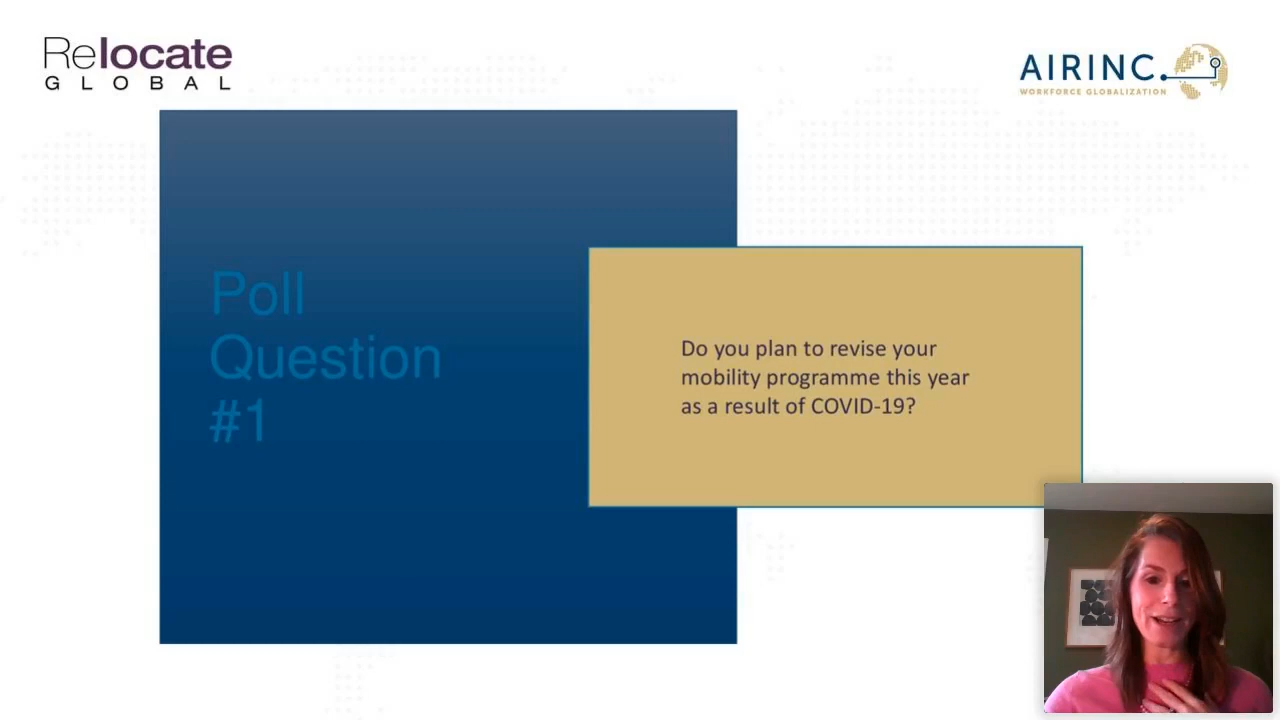 Relocate
GLOBAL
AIRINC.
WORKFORCE GLOBALIZATION
Poll
Question
#1
Do you plan to revise your
mobility programme this year
as a result of COVID-19?